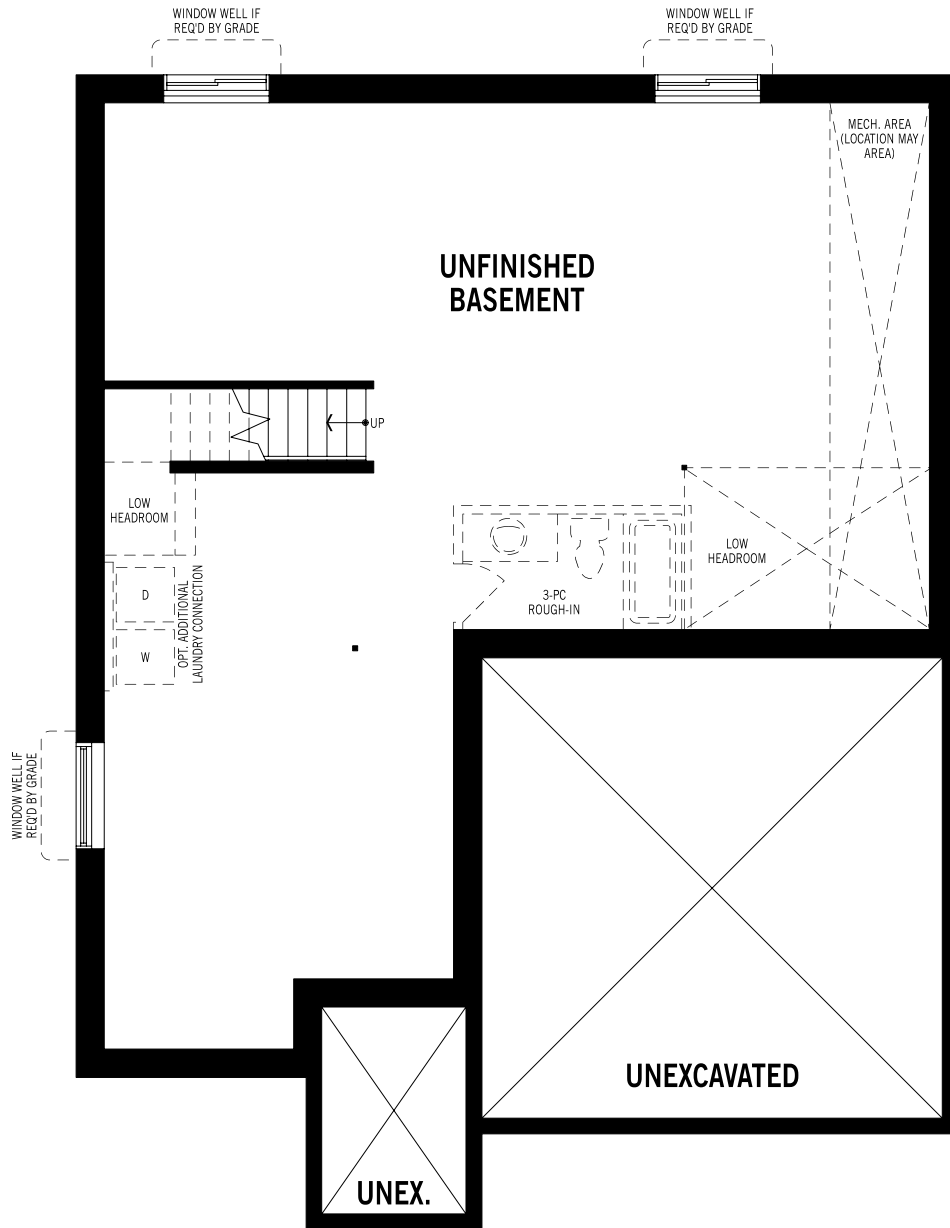 WINDOW WELL IF
REQ'D BY GRADE
WINDOW WELL IF
REQ'D BY GRADE
MECH. AREA
(LOCATION MAY
AREA)
UNFINISHED
BASEMENT
UP
LOW
HEADROOM
LOW
HEADROOM
3-PC
ROUGH-IN
D
W
OPT. ADDITIONAL
LAUNDRY CONNECTION
WINDOW WELL IF
REQ'D BY GRADE
UNEXCAVATED
UNEX.